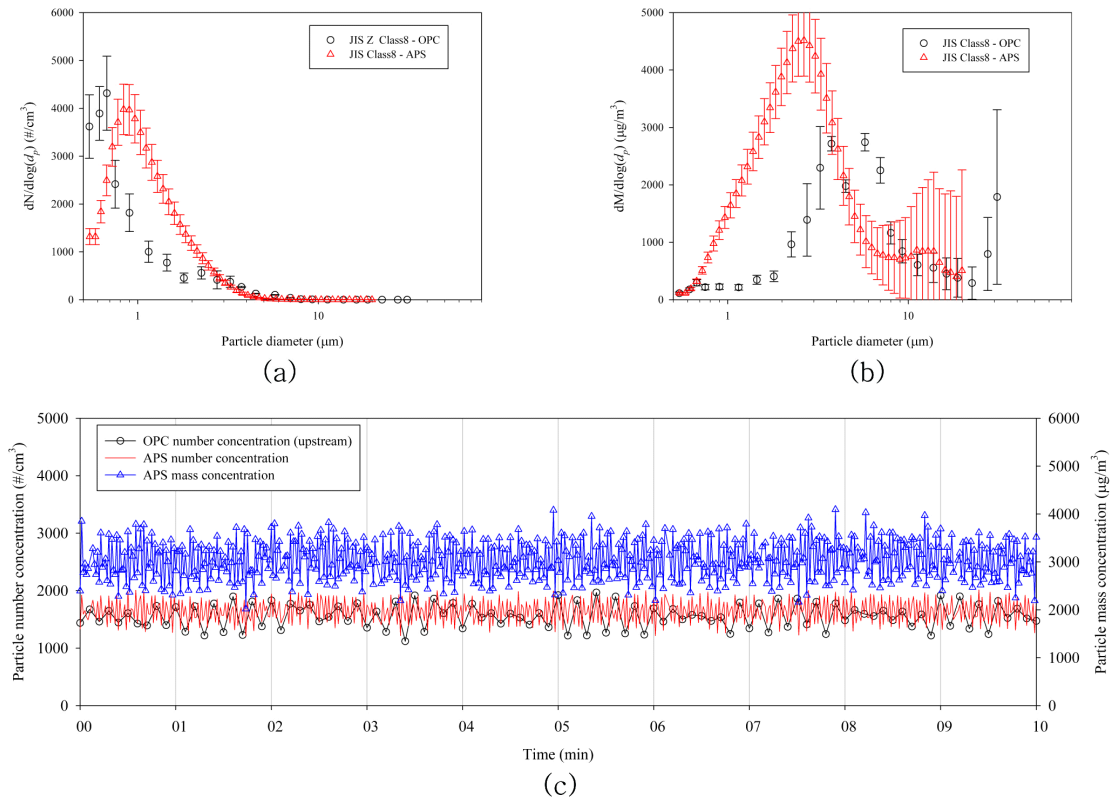 6000
5000
4000
3000
2000
1000
0
dN/dlog(dp) (#/cm3)
JIS Z Class8 - OPC
JIS Class8 - APS
1
10
Particle diameter (μm)
(a)
5000
4000
3000
2000
1000
0
dM/dlog(dp) (μg/m3)
JIS Class8 - OPC
JIS Class8 - APS
1
10
Particle diameter (μm)
(b)
5000
4000
3000
2000
1000
0
Particle number concentration (#/cm3)
OPC number concentration (upstream)
APS number concentration
APS mass concentration
6000
5000
4000
3000
2000
1000
0
Particle mass concentration (μg/m3)
00 01 02 03 04 05 06 07 08 09 10
Time (min)
(c)